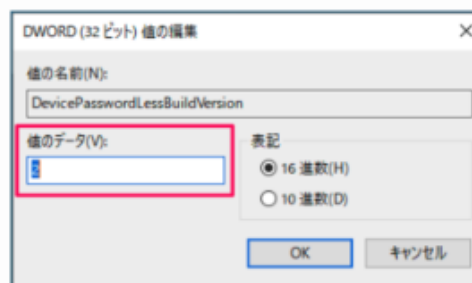 DWORD (32 ビット) 値の編集
値の名前(N):
DevicePasswordLessBuildVersion
値のデータ(V):
2
表記
16 進数(H)
10 進数(D)
OK
キャンセル